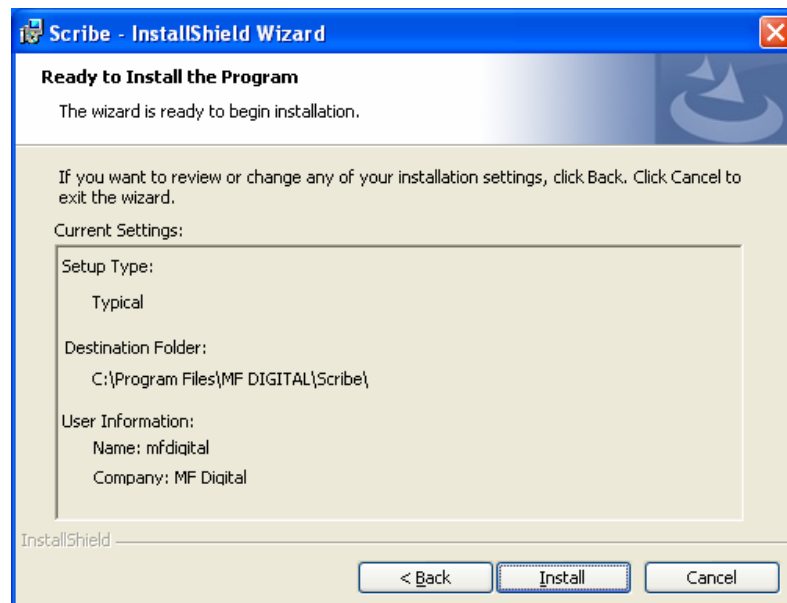 Scribe - InstallShield Wizard
Ready to Install the Program
The wizard is ready to begin installation.
If you want to review or change any of your installation settings, click Back. Click Cancel to
exit the wizard.
Current Settings:
Setup Type:
Typical
Destination Folder:
C:\Program Files\MF DIGITAL\Scribe\
User Information:
Name: mfdigital
Company: MF Digital
InstallShield
< Back Install Cancel